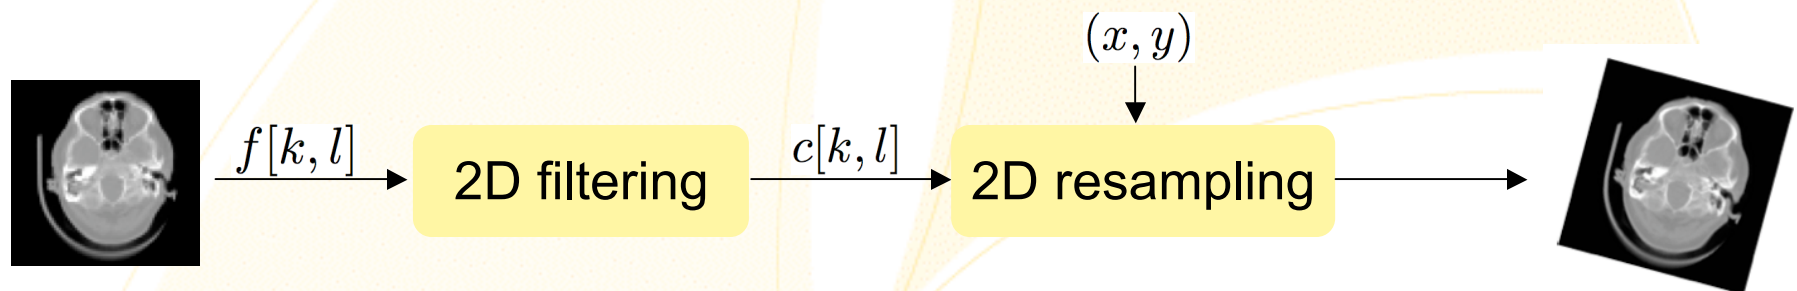 (x, y)
f[k, l]
2D filtering
c[k, l]
2D resampling